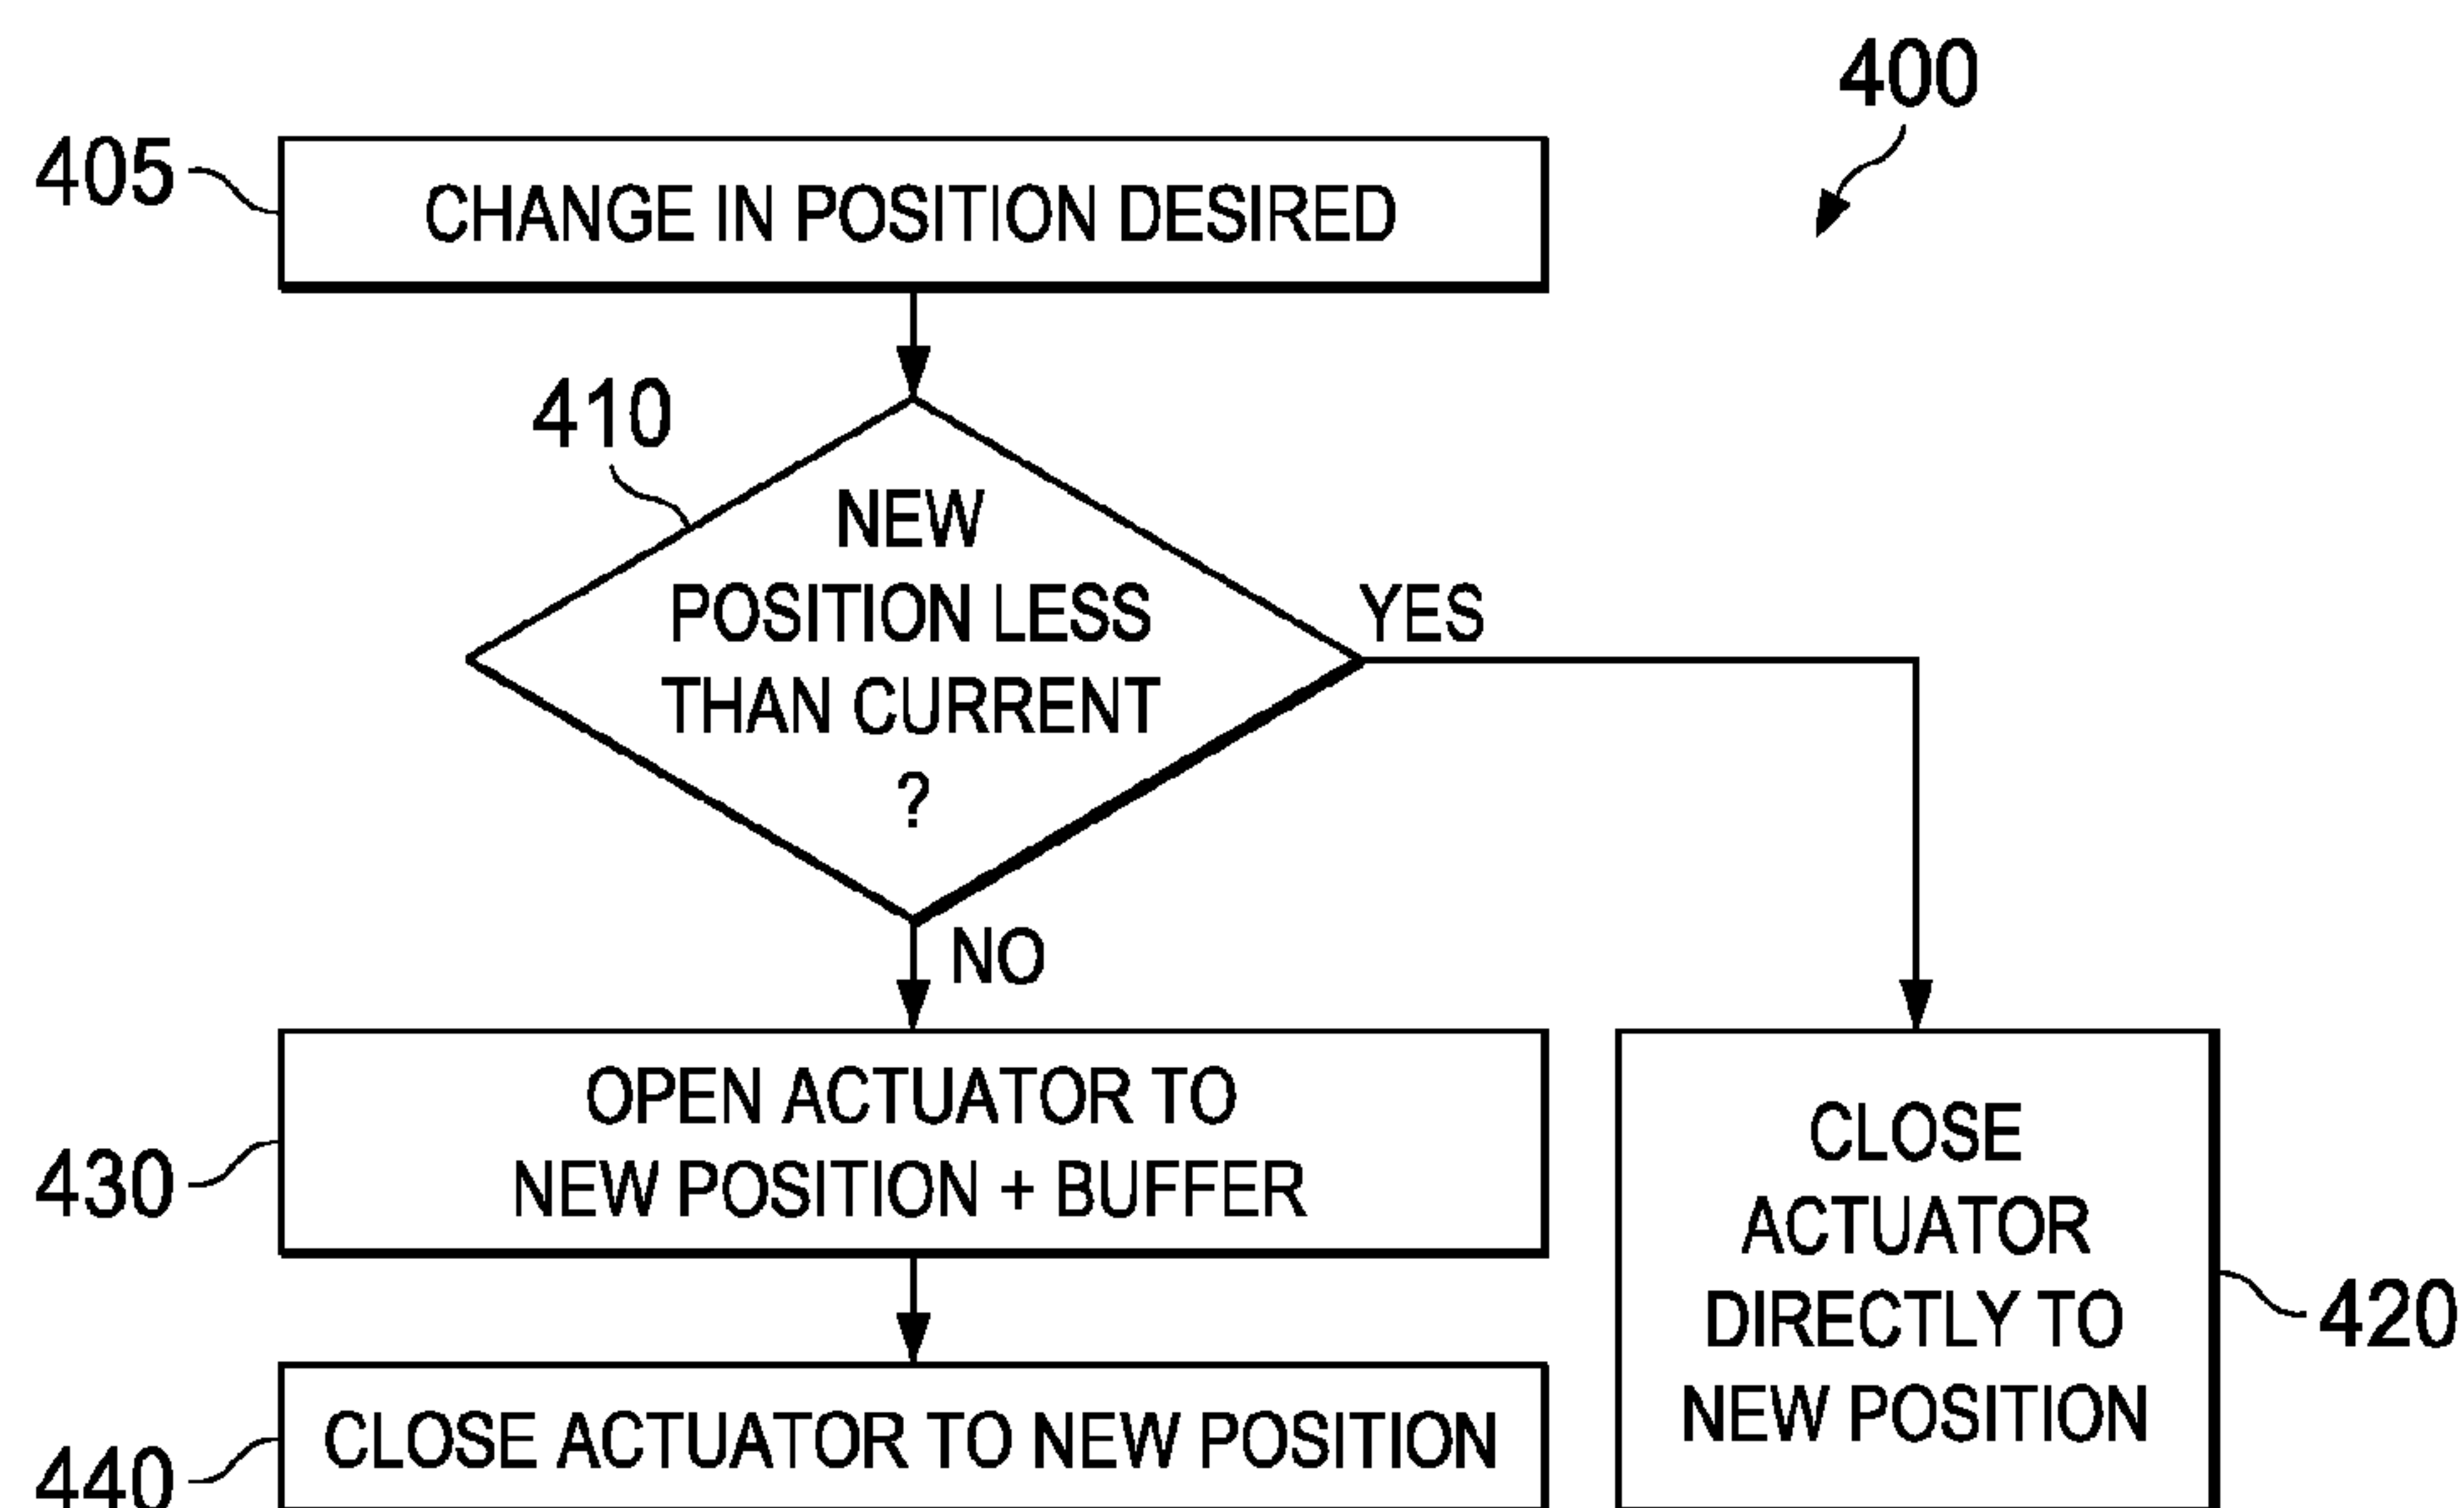 400
405
CHANGE IN POSITION DESIRED
410
NEW
POSITION LESS
THAN CURRENT
?
YES
NO
430
OPEN ACTUATOR TO
NEW POSITION + BUFFER
CLOSE
ACTUATOR
DIRECTLY TO
NEW POSITION
420
440
CLOSE ACTUATOR TO NEW POSITION